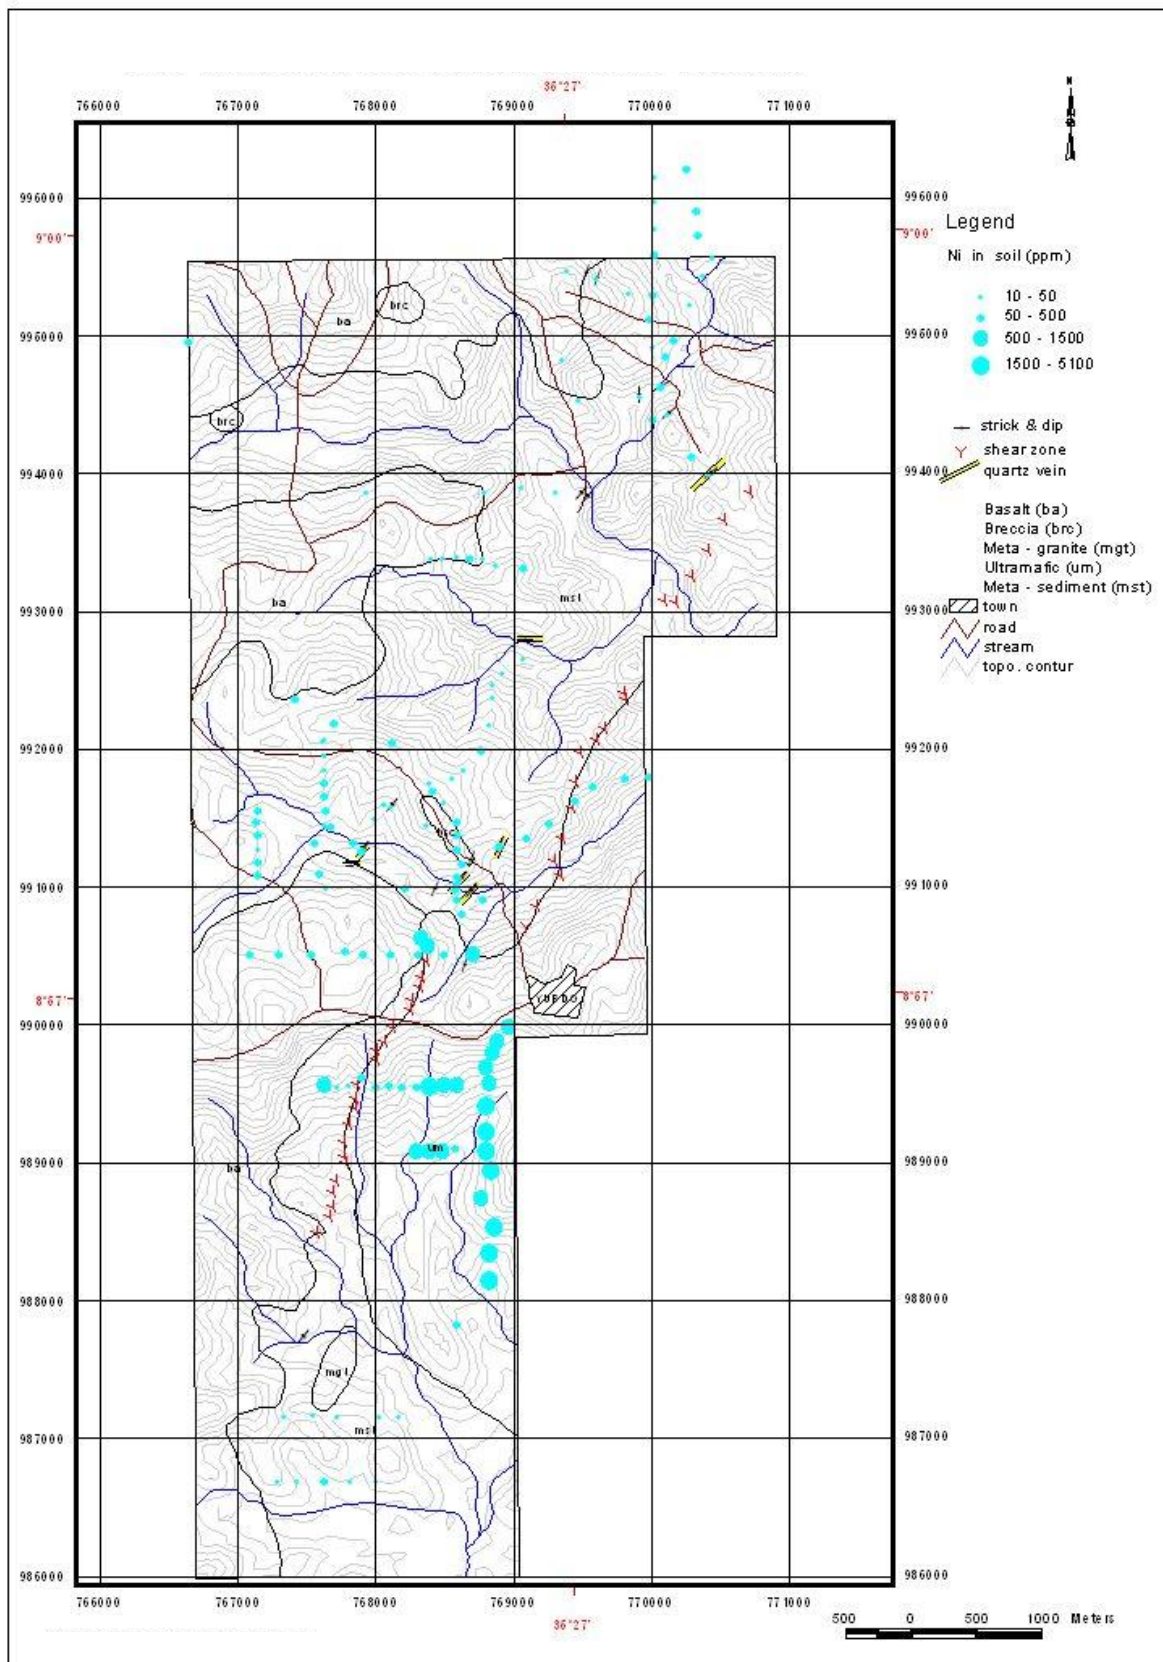 36°27'
766000 767000 768000 769000 770000 771000
N
996000 996000
9°00' 9°00'
Legend
Ni in soil (ppm)
10 - 50
50 - 500
500 - 1500
1500 - 5100
brc
ba
995000 995000
brc
strick & dip
shear zone
quartz vein
994000 994000
Basalt (ba)
Breccia (brc)
Meta - granite (mgt)
Ultramafic (um)
Meta - sediment (mst)
town
road
stream
topo. contur
ba
mst
993000 993000
992000 992000
brc
991000 991000
8°57' 8°57'
990000 990000
um
ba
989000 989000
988000 988000
mgt
mst
987000 987000
986000 986000
766000 767000 768000 769000 770000 771000
36°27'
500 0 500 1000 Meters